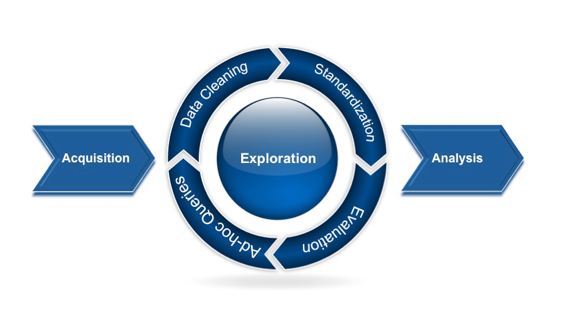 Acquisition
Data Cleaning
Standardization
Exploration
Evaluation
Ad-hoc Queries
Analysis